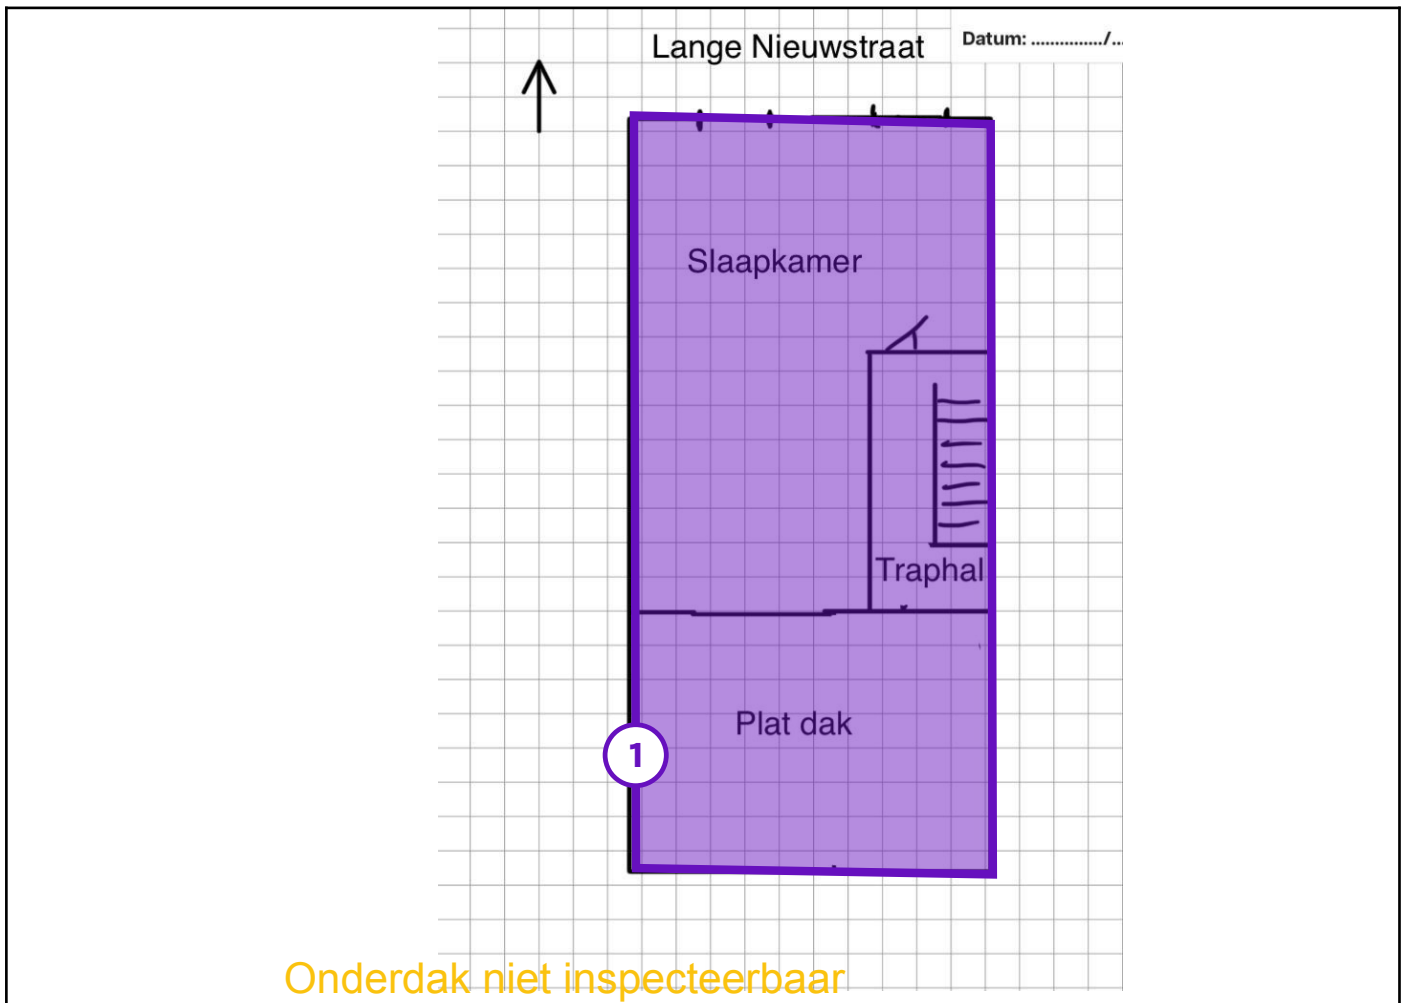 Lange Nieuwstraat
Datum: .............../..
Slaapkamer
Traphal
Plat dak
1
Onderdak niet inspecteerbaar